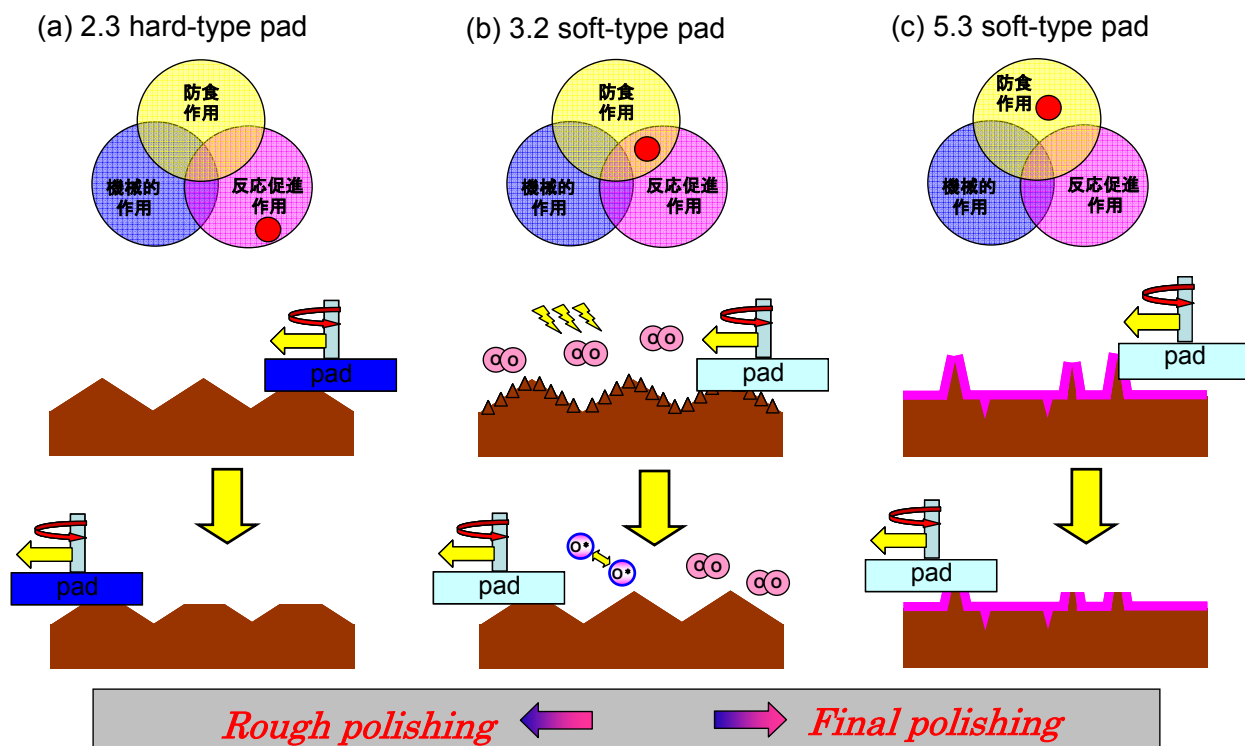 (a) 2.3 hard-type pad
(b) 3.2 soft-type pad
(c) 5.3 soft-type pad
防食
作用
機械的
作用
反応促進
作用
防食
作用
機械的
作用
反応促進
作用
防食
作用
機械的
作用
反応促進
作用
pad
O O
O O
O O
pad
pad
pad
O*
O*
O O
O O
pad
pad
Rough polishing
Final polishing